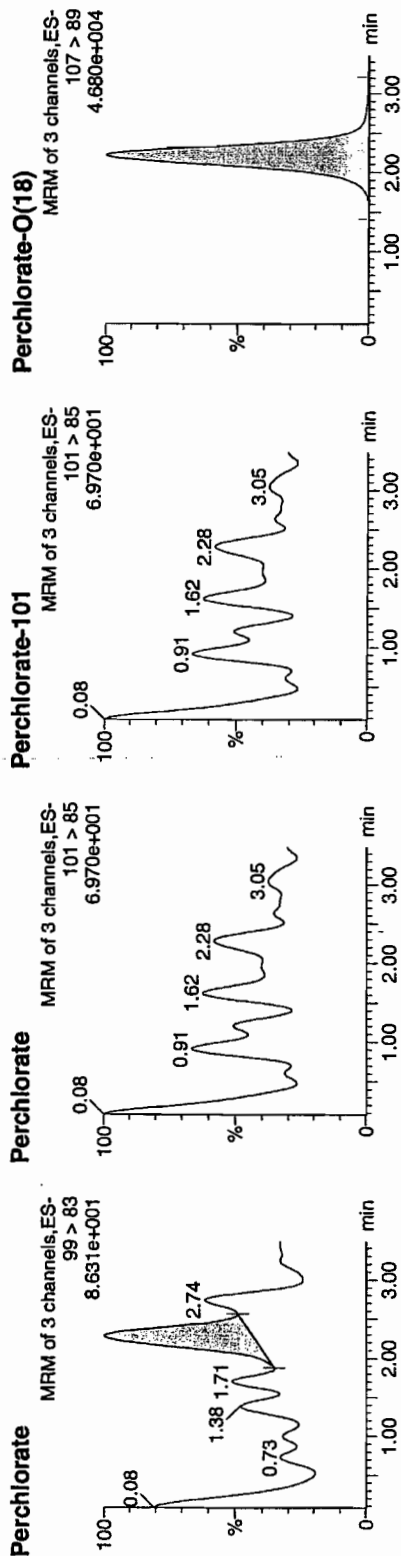 Perchlorate
MRM of 3 channels,ES-
99 > 83
8.631e+001
100
%
0
0.08
0.73
1.38
1.71
2.74
1.00
2.00
3.00
min
Perchlorate
MRM of 3 channels,ES-
101 > 85
6.970e+001
100
%
0
0.08
0.91
1.62
2.28
3.05
1.00
2.00
3.00
min
Perchlorate-101
MRM of 3 channels,ES-
101 > 85
6.970e+001
100
%
0
0.08
0.91
1.62
2.28
3.05
1.00
2.00
3.00
min
Perchlorate-O(18)
MRM of 3 channels,ES-
107 > 89
4.680e+004
100
%
0
1.00
2.00
3.00
min